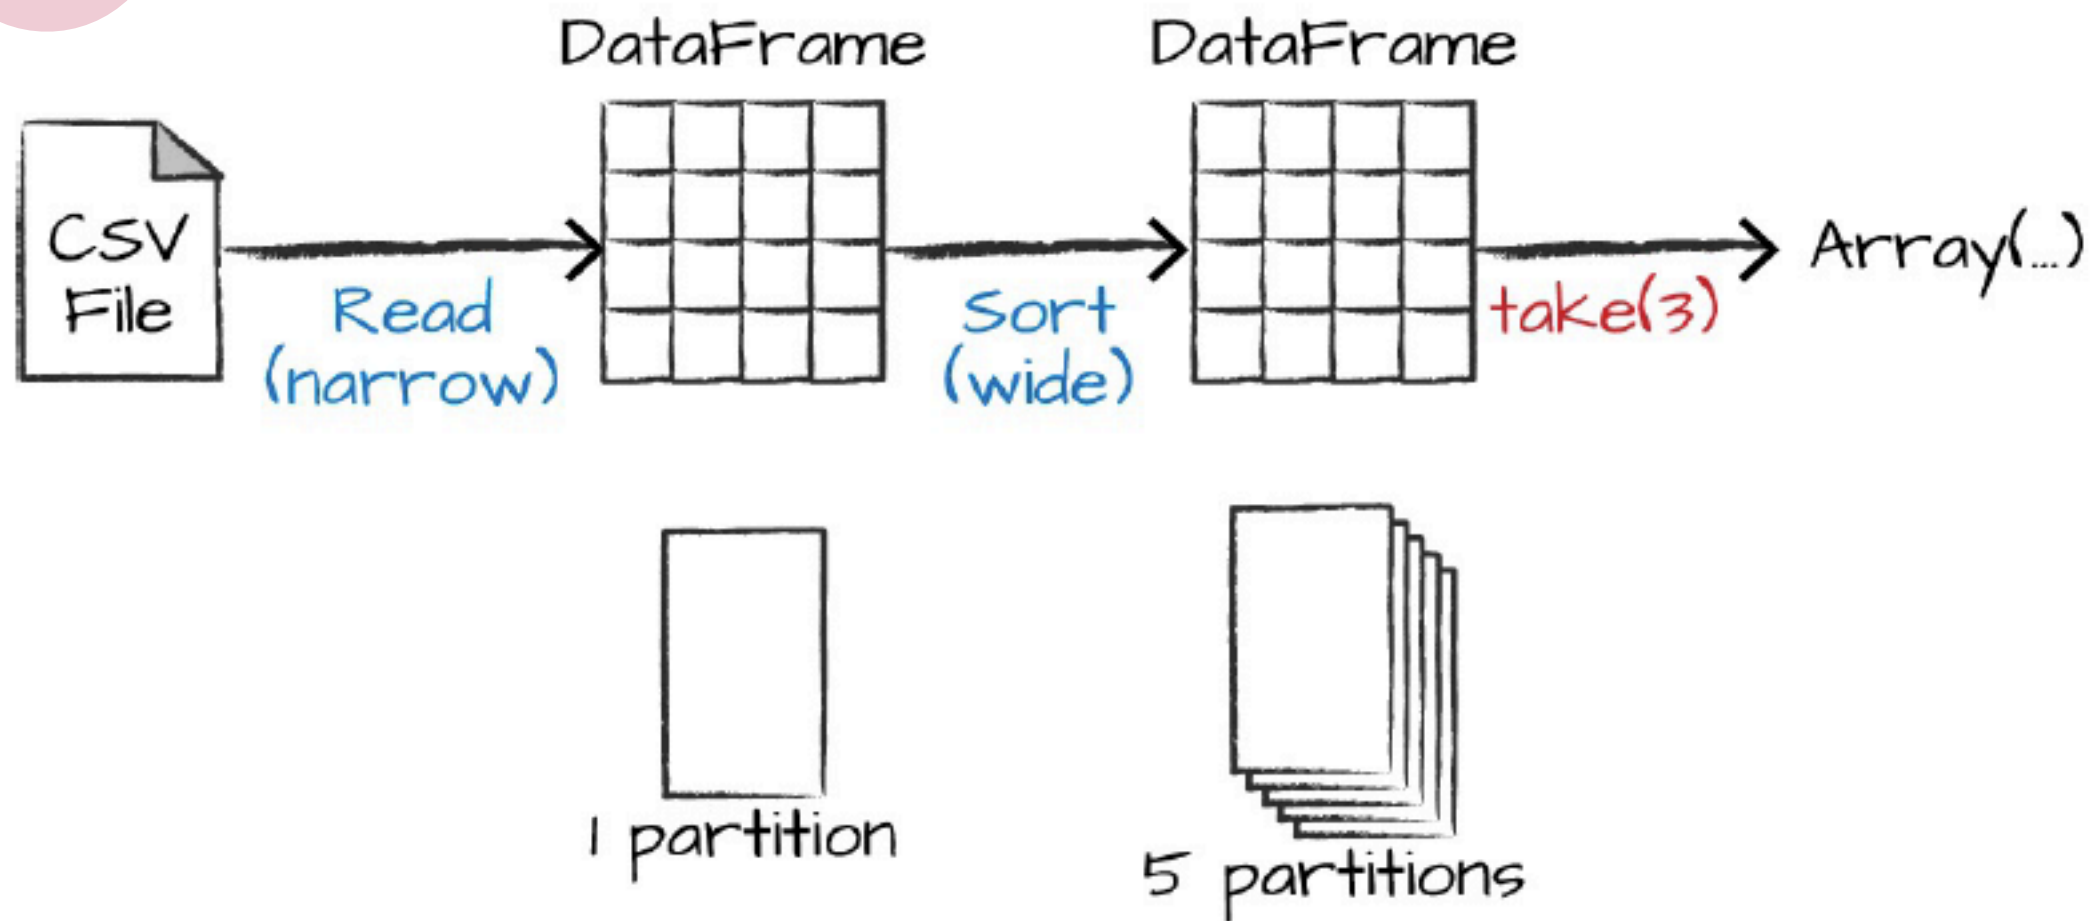 DataFrame
DataFrame
CSV
File
Read
(narrow)
Sort
(wide)
take(3)
Array(...)
1 partition
5 partitions